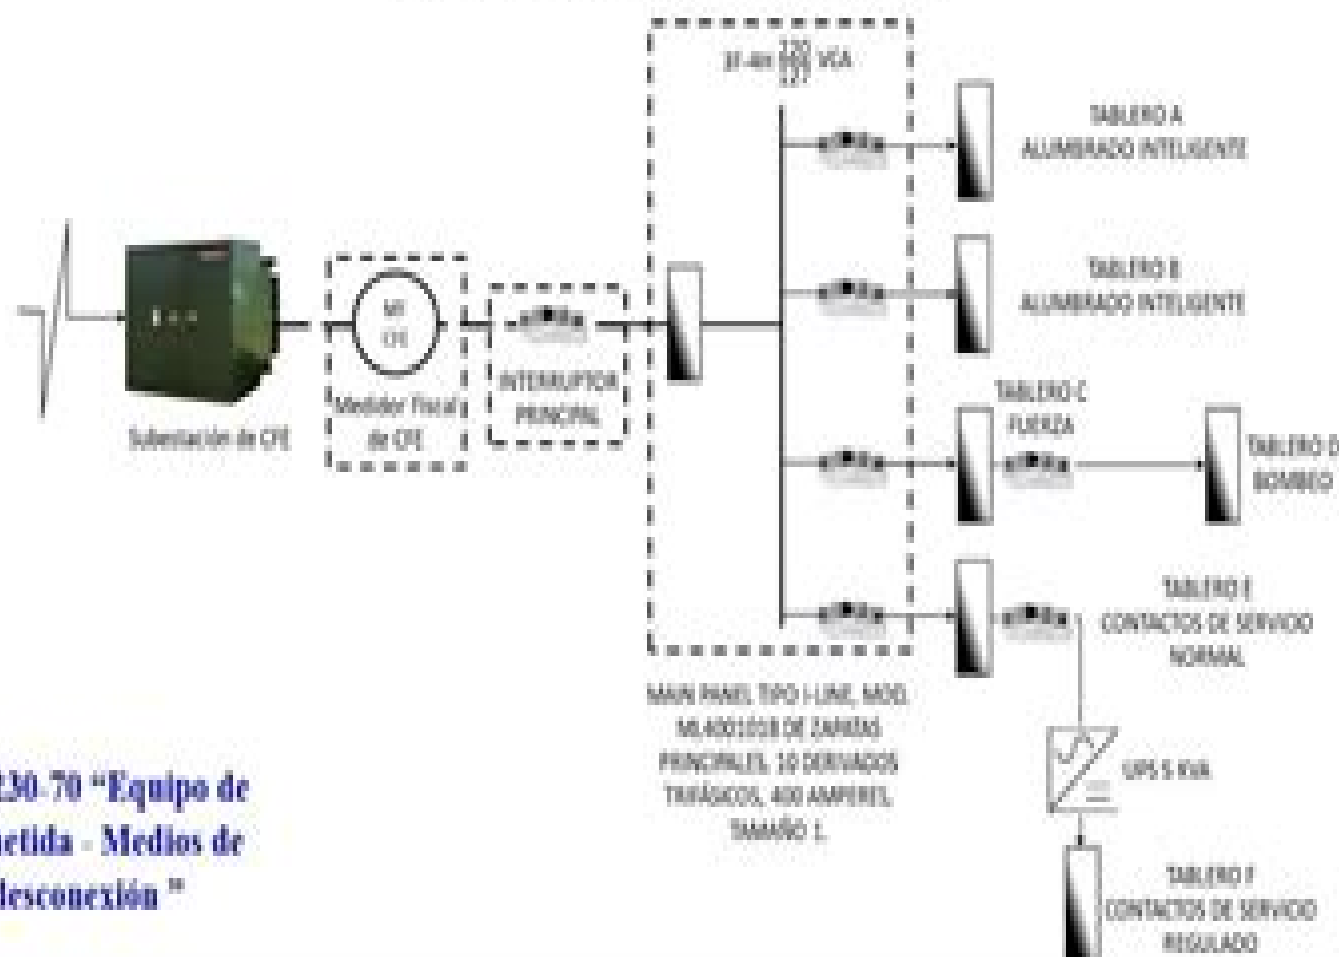 220
127
VCA
TABLERO A
ALUMBRADO INTELIGENTE
TABLERO B
ALUMBRADO INTELIGENTE
MF
CFE
Medidor Fiscal
de CFE
INTERRUPTOR
PRINCIPAL
Subestación de CFE
TABLERO C
FUERZA
TABLERO D
BOMBEO
TABLERO E
CONTACTOS DE SERVICIO
NORMAL
MAIN PANEL TIPO I-LINE, MOD.
DE ZAPATAS
PRINCIPALES, 10 DERIVADOS
TRIFÁSICOS, 400 AMPERES,
TAMAÑO 1.
UPS 5 KVA
TABLERO F
CONTACTOS DE SERVICIO
REGULADO
230-70 “Equipo de
etida - Medios de
desconexión ”